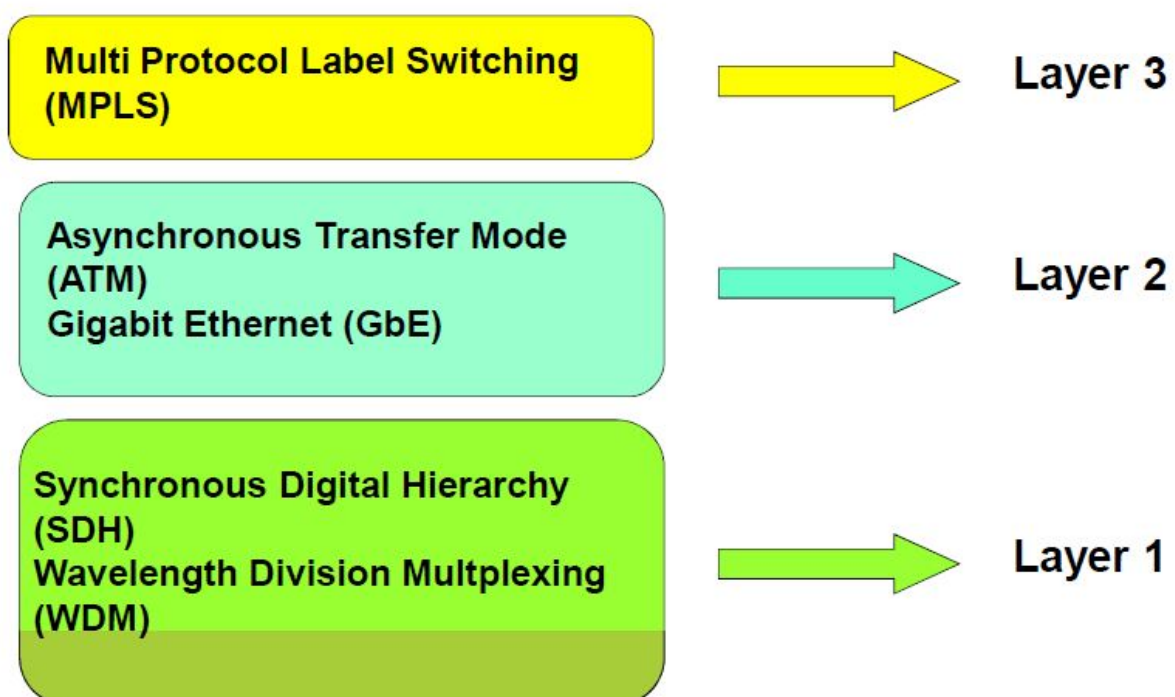 Multi Protocol Label Switching
(MPLS)
Layer 3
Asynchronous Transfer Mode
(ATM)
Gigabit Ethernet (GbE)
Layer 2
Synchronous Digital Hierarchy
(SDH)
Wavelength Division Multplexing
(WDM)
Layer 1